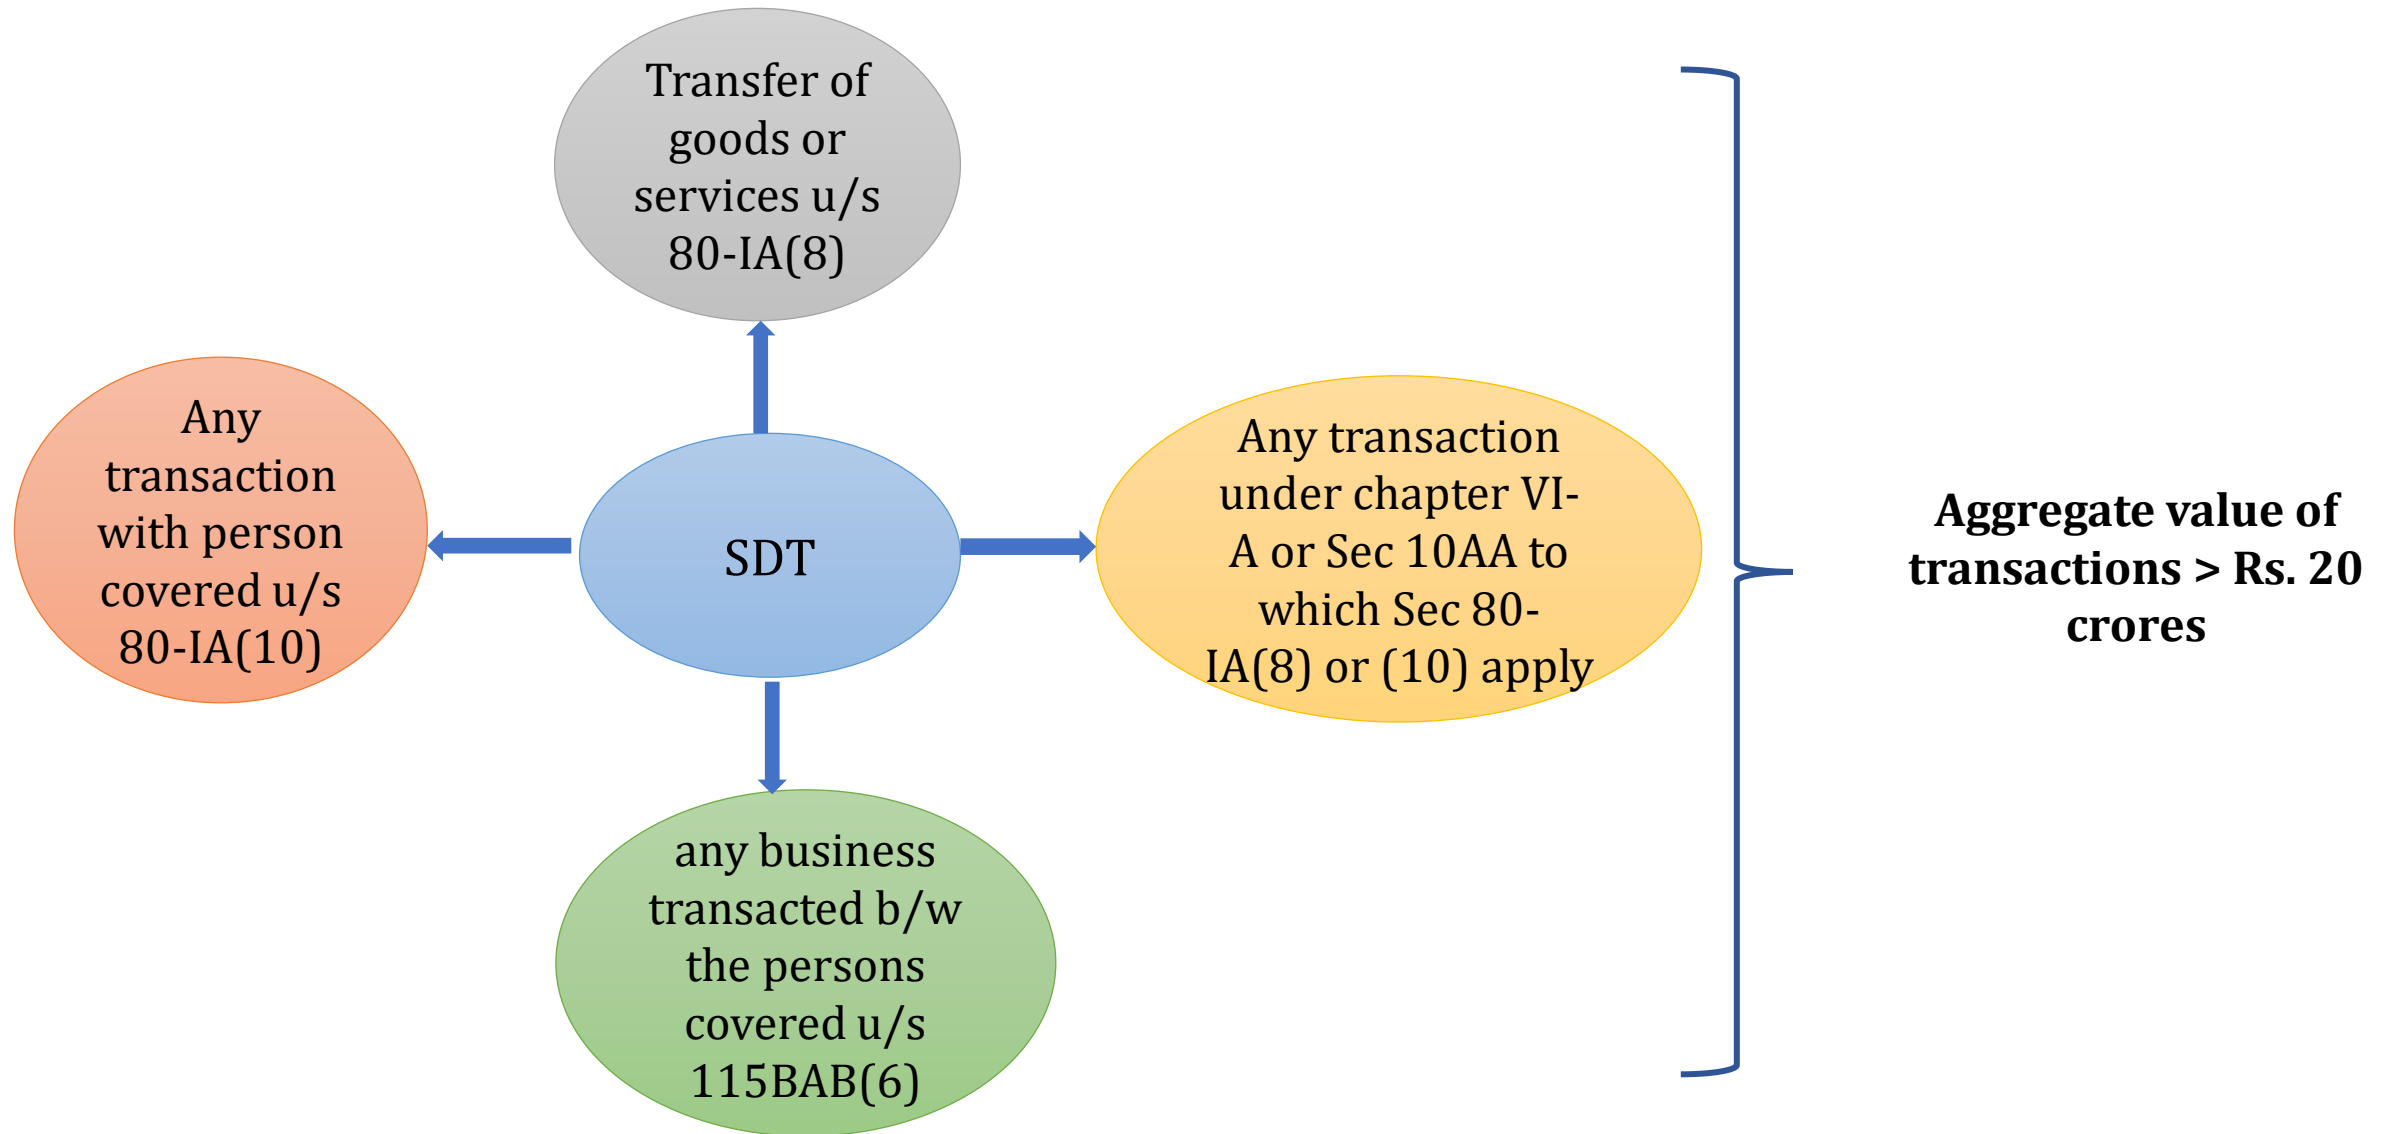 Transfer of
goods or
services u/s
80-IA(8)
Any
transaction
with person
covered u/s
80-IA(10)
SDT
Any transaction
under chapter VI-
A or Sec 10AA to
which Sec 80-
IA(8) or (10) apply
any business
transacted b/w
the persons
covered u/s
115BAB(6)
Aggregate value of
transactions > Rs. 20
crores